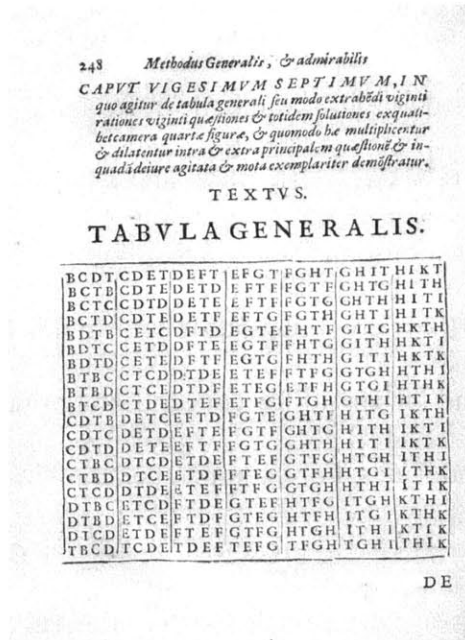 248 Methodus Generalis, & admirabilis
CAPVT VIGESIMVM SEPTIMVM, IN
quo agitur de tabula generali seu modo extrahẽdi viginti
rationes viginti quæstiones & totidem solutiones ex quali-
bet camera quartæ figuræ, & quomodo hæ multiplicentur
& dilatentur intra & extra principalem quæstionẽ & in-
quadã deiure agitata & mota exemplariter demõstratur.
TEXTVS.
TABVLA GENERALIS.
BCDT CDET DEFT EFGT FGHT GHIT HIKT
BCTB CDTC DETD EFTE FGTF GHTG HITH
BCTC CDTD DETE EFTF FGTG GHTH HITI
BCTD CDTE DETF EFTG FGTH GHTI HITK
BDTB CETC DFTD EGTE FHTF GITG HKTH
BDTC CETD DFTE EGTF FHTG GITH HKTI
BDTD CETE DFTF EGTG FHTH GITI HKTK
BTBC CTCD DTDE ETEF FTFG GTGH HTHI
BTBD CTCE DTDF ETEG FTFH GTGI HTHK
BTCD CTDE DTEF ETFG FTGH GTHI HTIK
CDTB DETC EFTD FGTE GHTF HITG IKTH
CDTC DETD EFTE FGTF GHTG HITH IKTI
CDTD DETE EFTF FGTG GHTH HITI IKTK
CTBC DTCD ETDE FTEF GTFG HTGH ITHI
CTBD DTCE ETDF FTEG GTFH HTGI ITHK
CTCD DTDE ETEF FTFG GTGH HTHI ITIK
DTBC ETCD FTDE GTEF HTFG ITGH KTHI
DTBD ETCE FTDF GTEG HTFH ITGI KTHK
DTCD ETDE FTEF GTFG HTGH ITHI KTIK
TBCD TCDE TDEF TEFG TFGH TGHI THIK
DE